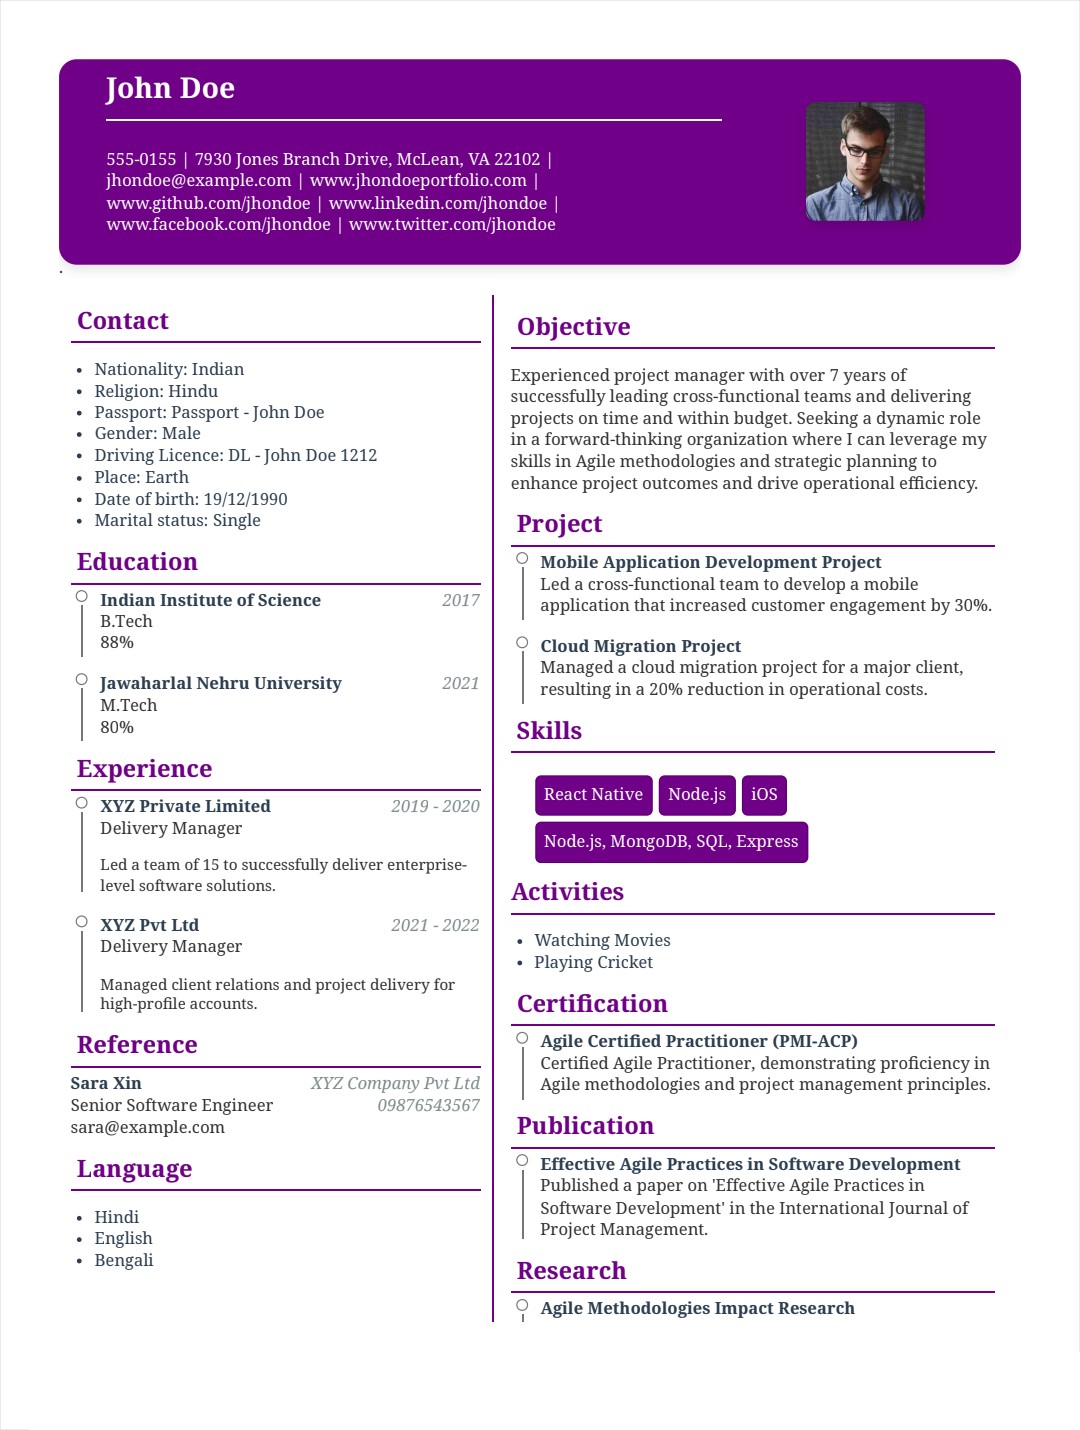 John Doe
555-0155 | 7930 Jones Branch Drive, McLean, VA 22102 |
jhondoe@example.com | www.jhondoeportfolio.com |
www.github.com/jhondoe | www.linkedin.com/jhondoe |
www.facebook.com/jhondoe | www.twitter.com/jhondoe
.
Contact
• Nationality: Indian
• Religion: Hindu
• Passport: Passport - John Doe
• Gender: Male
• Driving Licence: DL - John Doe 1212
• Place: Earth
• Date of birth: 19/12/1990
• Marital status: Single
Education
Indian Institute of Science 2017
B.Tech
88%
Jawaharlal Nehru University 2021
M.Tech
80%
Experience
XYZ Private Limited 2019 - 2020
Delivery Manager
Led a team of 15 to successfully deliver enterprise-
level software solutions.
XYZ Pvt Ltd 2021 - 2022
Delivery Manager
Managed client relations and project delivery for
high-profile accounts.
Reference
Sara Xin XYZ Company Pvt Ltd
Senior Software Engineer 09876543567
sara@example.com
Language
• Hindi
• English
• Bengali
Objective
Experienced project manager with over 7 years of
successfully leading cross-functional teams and delivering
projects on time and within budget. Seeking a dynamic role
in a forward-thinking organization where I can leverage my
skills in Agile methodologies and strategic planning to
enhance project outcomes and drive operational efficiency.
Project
Mobile Application Development Project
Led a cross-functional team to develop a mobile
application that increased customer engagement by 30%.
Cloud Migration Project
Managed a cloud migration project for a major client,
resulting in a 20% reduction in operational costs.
Skills
React Native Node.js iOS
Node.js, MongoDB, SQL, Express
Activities
• Watching Movies
• Playing Cricket
Certification
Agile Certified Practitioner (PMI-ACP)
Certified Agile Practitioner, demonstrating proficiency in
Agile methodologies and project management principles.
Publication
Effective Agile Practices in Software Development
Published a paper on 'Effective Agile Practices in
Software Development' in the International Journal of
Project Management.
Research
Agile Methodologies Impact Research